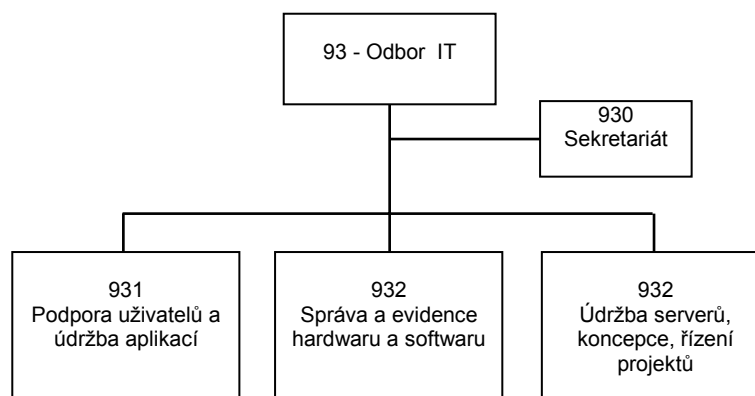 93 - Odbor IT
930
Sekretariát
931
Podpora uživatelů a
údržba aplikací
932
Správa a evidence
hardwaru a softwaru
932
Údržba serverů,
koncepce, řízení
projektů